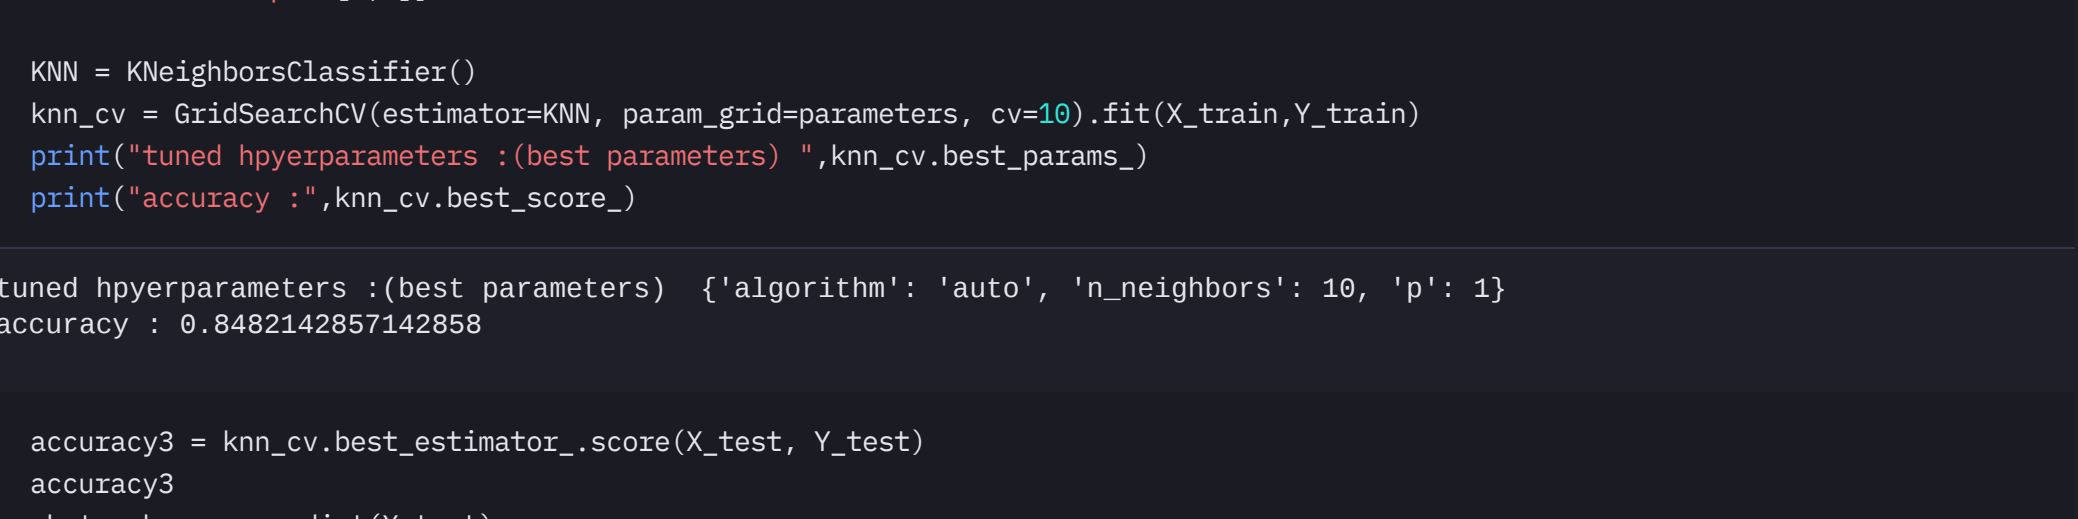 KNN = KNeighborsClassifier()
knn_cv = GridSearchCV(estimator=KNN, param_grid=parameters, cv=10).fit(X_train,Y_train)
print("tuned hpyerparameters :(best parameters) ",knn_cv.best_params_)
print("accuracy :",knn_cv.best_score_)
tuned hpyerparameters :(best parameters)  {'algorithm': 'auto', 'n_neighbors': 10, 'p': 1}
accuracy : 0.8482142857142858
accuracy3 = knn_cv.best_estimator_.score(X_test, Y_test)
accuracy3